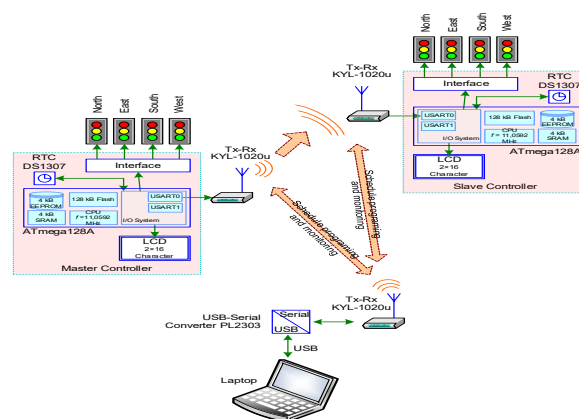 North
East
South
West
Interface
RTC
DS1307
4 kB
EEPROM
128 kB Flash
4 kB
SRAM
CPU
f = 11,0592
MHz
USART0
USART1
I/O System
ATmega128A
LCD
2×16
Character
Master Controller
Tx-Rx
KYL-1020u
Tx-Rx
KYL-1020u
North
East
South
West
Interface
RTC
DS1307
USART0
USART1
I/O System
128 kB Flash
CPU
f = 11,0592
MHz
4 kB
EEPROM
4 kB
SRAM
ATmega128A
LCD
2×16
Character
Slave Controller
Schedule programing
and monitoring
Schedule programing
and monitoring
Tx-Rx
KYL-1020u
USB-Serial
Converter PL2303
Serial
USB
USB
Laptop